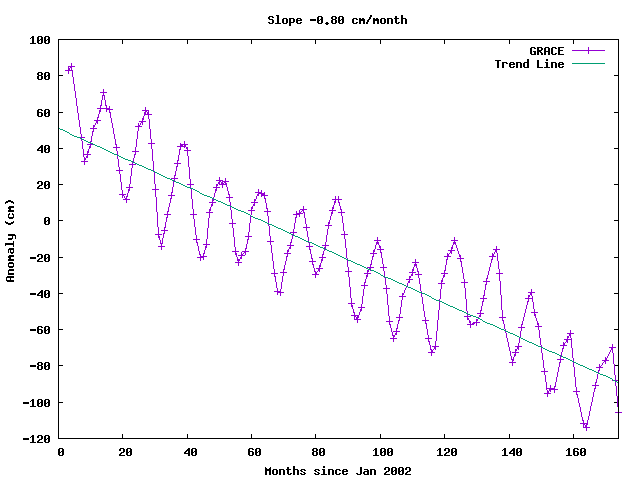 Slope -0.80 cm/month
GRACE
Trend Line
100
80
60
40
20
0
-20
-40
-60
-80
-100
-120
Anomaly (cm)
0 20 40 60 80 100 120 140 160
Months since Jan 2002